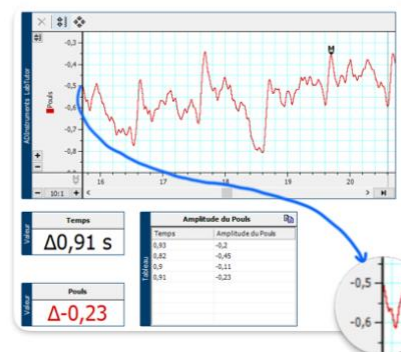 ADInstruments LabTutor
-0,3
-0,4
-0,5
-0,6
-0,7
-0,8
-0,9
Pouls
10:1
16
17
18
19
20
M
Valeur
Temps
Δ0,91 s
Valeur
Pouls
Δ-0,23
Tableau
Amplitude du Pouls
Temps Amplitude du Pouls
0,93 -0,2
0,82 -0,45
0,9 -0,11
0,91 -0,23
-0,5
-0,6